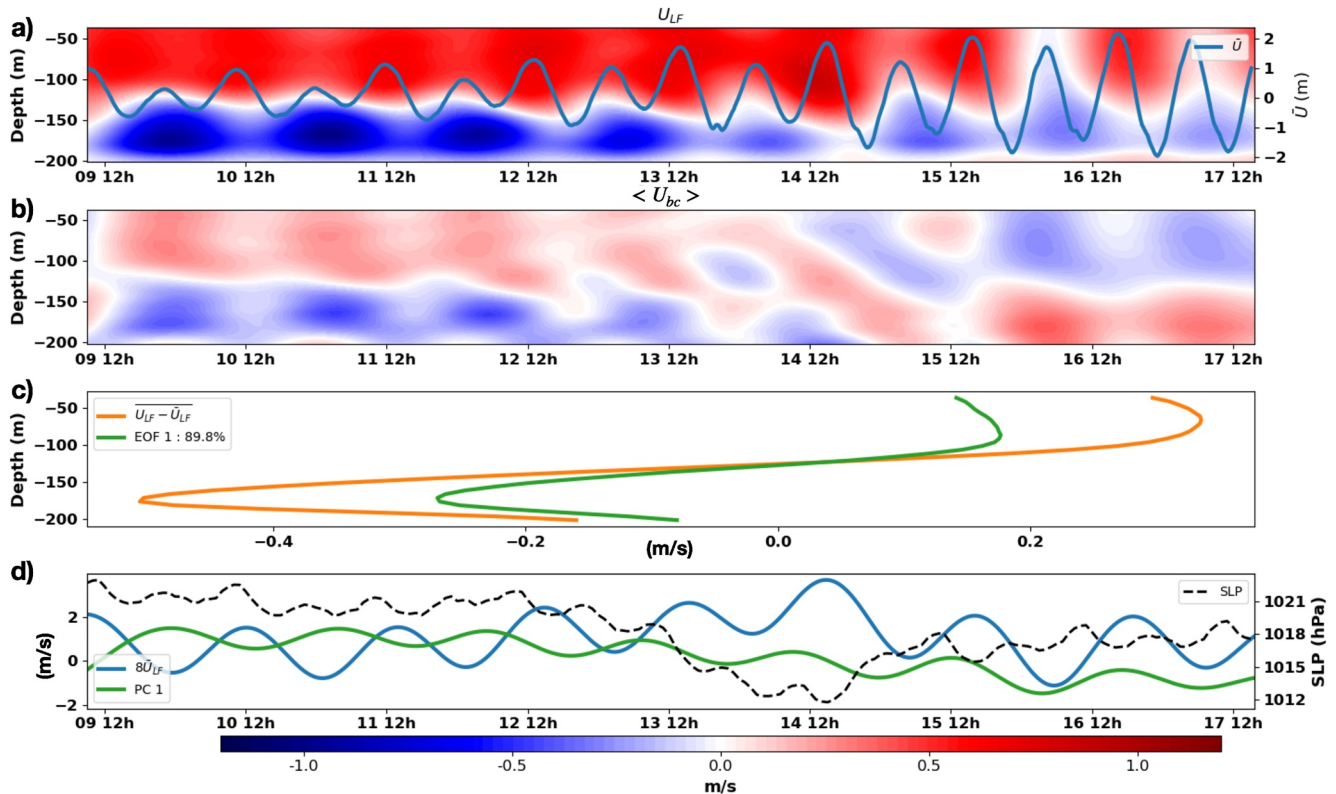 a)
U_LF
Depth (m)
−50
−100
−150
−200
Ū
2
1
0
−1
−2
Ū (m)
09 12h 10 12h 11 12h 12 12h 13 12h 14 12h 15 12h 16 12h 17 12h
b)
< U_bc >
Depth (m)
−50
−100
−150
−200
09 12h 10 12h 11 12h 12 12h 13 12h 14 12h 15 12h 16 12h 17 12h
c)
Depth (m)
−50
−100
−150
−200
U_LF − Ū_LF
EOF 1 : 89.8%
−0.4 −0.2 0.0 0.2
(m/s)
d)
(m/s)
2
0
−2
8Ū_LF
PC 1
SLP
1021
1018
1015
1012
SLP (hPa)
09 12h 10 12h 11 12h 12 12h 13 12h 14 12h 15 12h 16 12h 17 12h
-1.0 -0.5 0.0 0.5 1.0
m/s